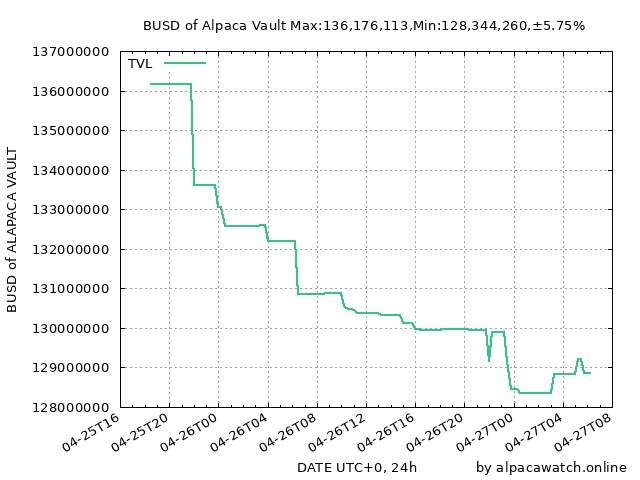 BUSD of Alpaca Vault Max:136,176,113,Min:128,344,260,±5.75%
137000000
TVL
136000000
135000000
134000000
133000000
132000000
131000000
130000000
129000000
128000000
BUSD of ALAPACA VAULT
04-25T16
04-25T20
04-26T00
04-26T04
04-26T08
04-26T12
04-26T16
04-26T20
04-27T00
04-27T04
04-27T08
DATE UTC+0, 24h
by alpacawatch.online